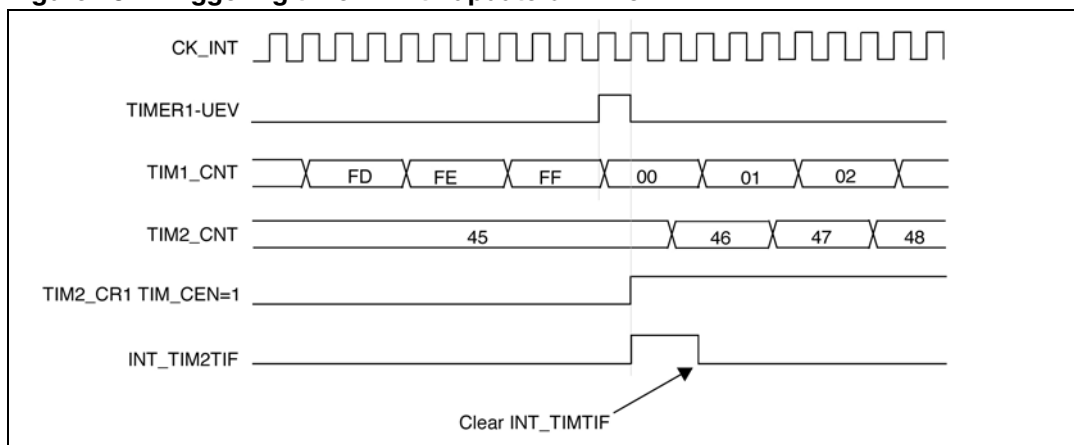 CK_INT
TIMER1-UEV
TIM1_CNT FD FE FF 00 01 02
TIM2_CNT 45 46 47 48
TIM2_CR1 TIM_CEN=1
INT_TIM2TIF
Clear INT_TIMTIF